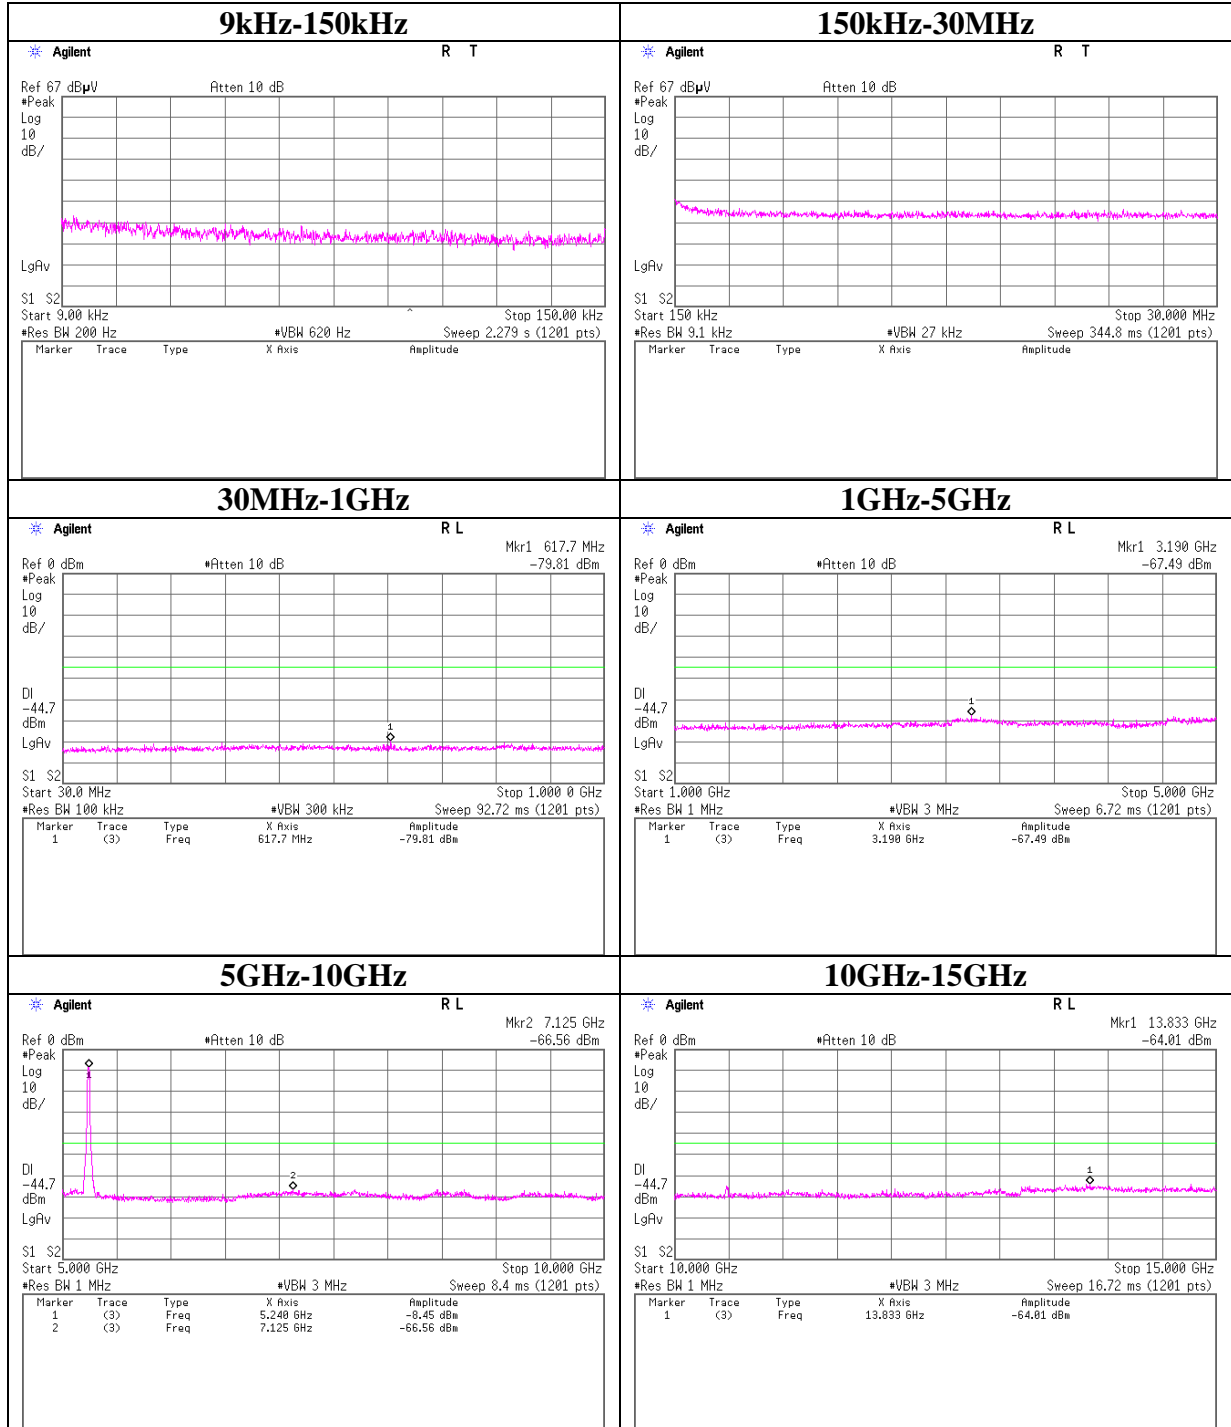 9kHz-150kHz
Agilent R T
Ref 67 dBµV Atten 10 dB
#Peak
Log
10
dB/
LgAv
S1 S2
Start 9.00 kHz ^ Stop 150.00 kHz
#Res BW 200 Hz #VBW 620 Hz Sweep 2.279 s (1201 pts)
Marker Trace Type X Axis Amplitude
150kHz-30MHz
Agilent R T
Ref 67 dBµV Atten 10 dB
#Peak
Log
10
dB/
LgAv
S1 S2
Start 150 kHz Stop 30.000 MHz
#Res BW 9.1 kHz #VBW 27 kHz Sweep 344.8 ms (1201 pts)
Marker Trace Type X Axis Amplitude
30MHz-1GHz
Agilent R L
Mkr1 617.7 MHz
Ref 0 dBm #Atten 10 dB -79.81 dBm
#Peak
Log
10
dB/
DI
-44.7
dBm
1
LgAv
S1 S2
Start 30.0 MHz Stop 1.000 0 GHz
#Res BW 100 kHz #VBW 300 kHz Sweep 92.72 ms (1201 pts)
Marker Trace Type X Axis Amplitude
1 (3) Freq 617.7 MHz -79.81 dBm
1GHz-5GHz
Agilent R L
Mkr1 3.190 GHz
Ref 0 dBm #Atten 10 dB -67.49 dBm
#Peak
Log
10
dB/
DI
1
-44.7
dBm
LgAv
S1 S2
Start 1.000 GHz Stop 5.000 GHz
#Res BW 1 MHz #VBW 3 MHz Sweep 6.72 ms (1201 pts)
Marker Trace Type X Axis Amplitude
1 (3) Freq 3.190 GHz -67.49 dBm
5GHz-10GHz
Agilent R L
Mkr2 7.125 GHz
Ref 0 dBm #Atten 10 dB -66.56 dBm
#Peak
Log 1
10
dB/
DI 2
-44.7
dBm
LgAv
S1 S2
Start 5.000 GHz Stop 10.000 GHz
#Res BW 1 MHz #VBW 3 MHz Sweep 8.4 ms (1201 pts)
Marker Trace Type X Axis Amplitude
1 (3) Freq 5.240 GHz -8.45 dBm
2 (3) Freq 7.125 GHz -66.56 dBm
10GHz-15GHz
Agilent R L
Mkr1 13.833 GHz
Ref 0 dBm #Atten 10 dB -64.01 dBm
#Peak
Log
10
dB/
DI 1
-44.7
dBm
LgAv
S1 S2
Start 10.000 GHz Stop 15.000 GHz
#Res BW 1 MHz #VBW 3 MHz Sweep 16.72 ms (1201 pts)
Marker Trace Type X Axis Amplitude
1 (3) Freq 13.833 GHz -64.01 dBm